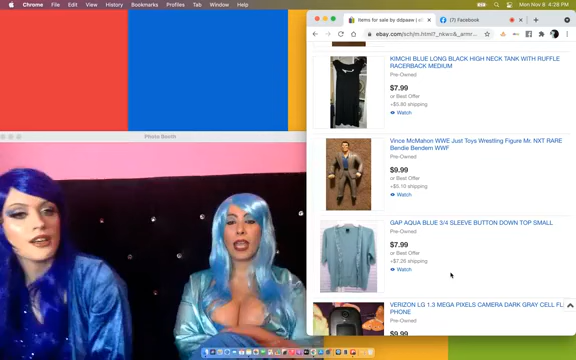 Chrome File Edit View History Bookmarks Profiles Tab Window Help
Mon Nov 8 4:28 PM
Items for sale by ddpaww
(7) Facebook
Photo Booth
KIMCHI BLUE LONG BLACK HIGH NECK TANK WITH RUFFLE
RACERBACK MEDIUM
Pre-Owned
$7.99
or Best Offer
+$5.80 shipping
Watch
Vince McMahon WWE Just Toys Wrestling Figure Mr. NXT RARE
Bendie Bendem WWF
Pre-Owned
$9.99
or Best Offer
+$5.10 shipping
Watch
GAP AQUA BLUE 3/4 SLEEVE BUTTON DOWN TOP SMALL
Pre-Owned
$7.99
or Best Offer
+$7.26 shipping
Watch
VERIZON LG 1.3 MEGA PIXELS CAMERA DARK GRAY CELL FL
PHONE
Pre-Owned
$9.99